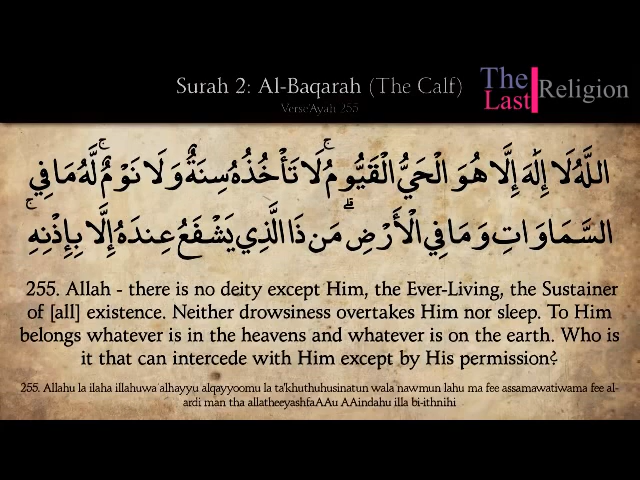 Surah 2: Al-Baqarah (The Calf)
Verse/Ayah 255
The
Last
Religion
اللَّهُ لَا إِلَٰهَ إِلَّا هُوَ الْحَيُّ الْقَيُّومُ ۚ لَا تَأْخُذُهُ سِنَةٌ وَلَا نَوْمٌ ۚ لَّهُ مَا فِي
السَّمَاوَاتِ وَمَا فِي الْأَرْضِ ۗ مَن ذَا الَّذِي يَشْفَعُ عِندَهُ إِلَّا بِإِذْنِهِ ۚ
255. Allah - there is no deity except Him, the Ever-Living, the Sustainer
of [all] existence. Neither drowsiness overtakes Him nor sleep. To Him
belongs whatever is in the heavens and whatever is on the earth. Who is
it that can intercede with Him except by His permission?
255. Allahu la ilaha illahuwa alhayyu alqayyoomu la ta'khuthuhusinatun wala nawmun lahu ma fee assamawatiwama fee al-
ardi man tha allatheeyashfaAAu AAindahu illa bi-ithnihi